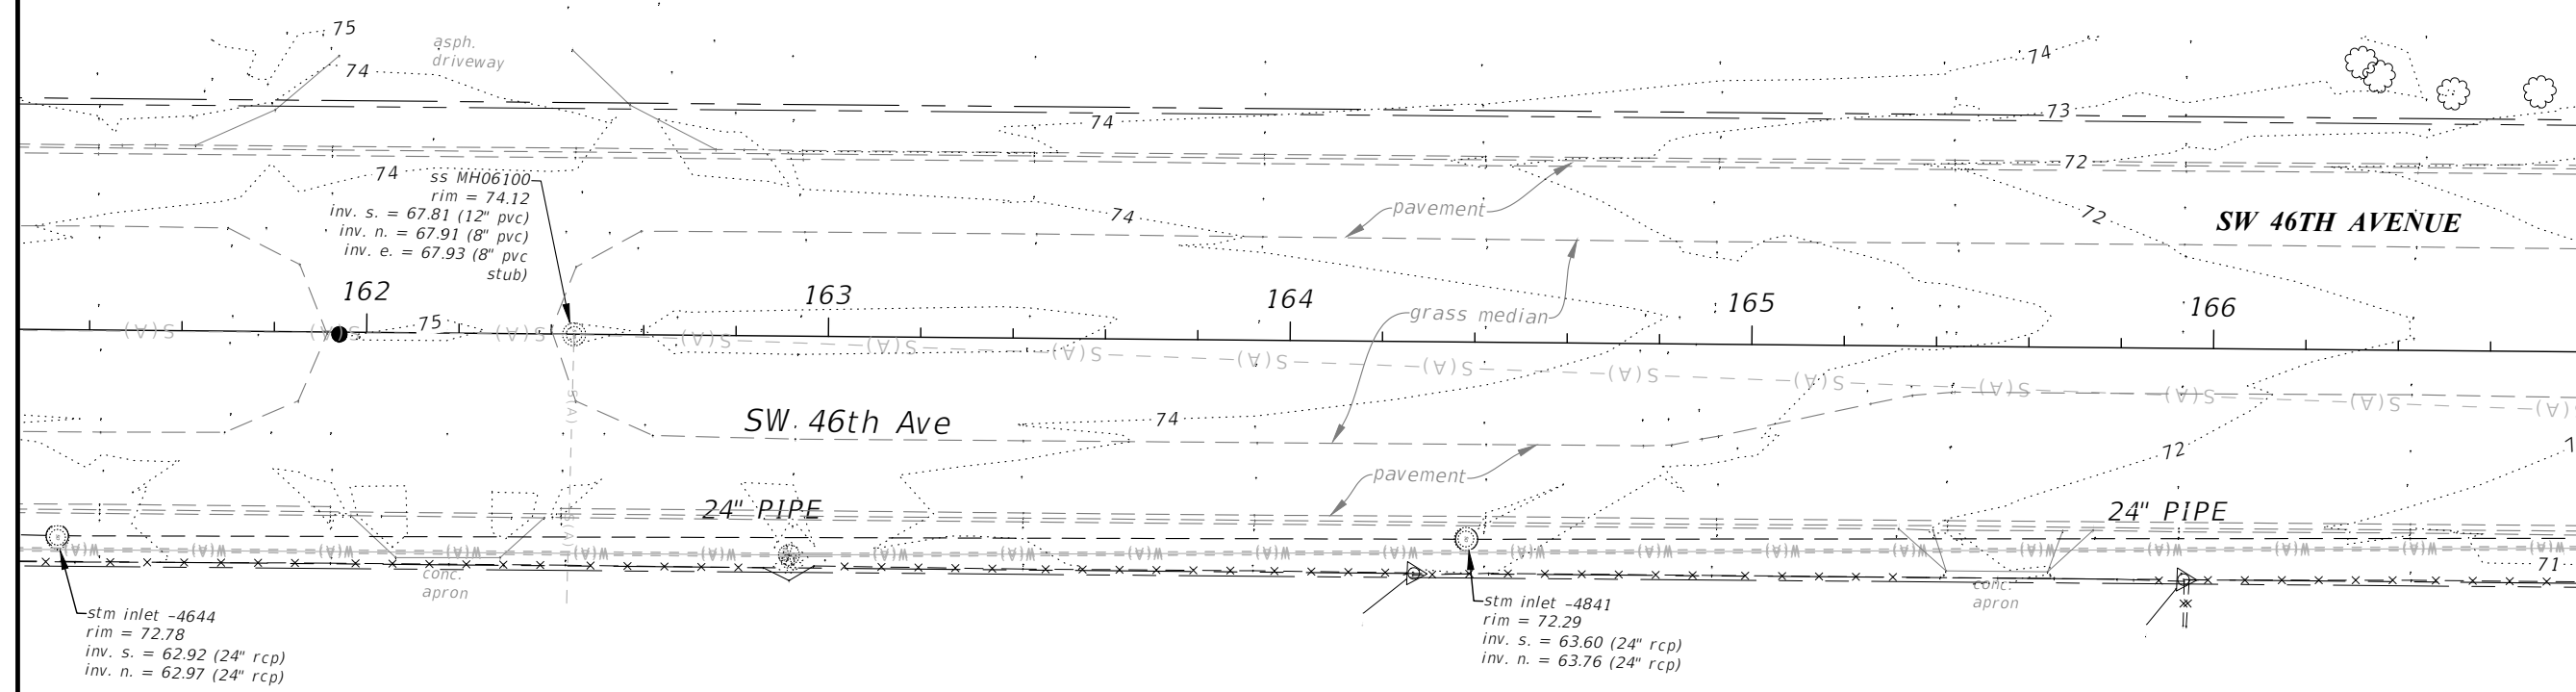 75
asph.
driveway
74
74
74
73
72
74
ss MH06100
rim = 74.12
inv. s. = 67.81 (12" pvc)
inv. n. = 67.91 (8" pvc)
inv. e. = 67.93 (8" pvc
stub)
74
pavement
72
SW 46TH AVENUE
162
163
164
165
166
75
grass median
S(A) S(A) S(A) S(A) S(A) S(A) S(A) S(A) S(A) S(A) S(A) S(A) S(A) S(A)
S(A)
SW 46th Ave
74
72
pavement
24" PIPE
24" PIPE
S(A)
W(A) W(A) W(A) W(A) W(A) W(A) W(A) W(A) W(A) W(A) W(A) W(A) W(A) W(A) W(A) W(A) W(A) W(A) W(A) W(A)
71
conc.
apron
conc.
apron
stm inlet -4644
rim = 72.78
inv. s. = 62.92 (24" rcp)
inv. n. = 62.97 (24" rcp)
stm inlet -4841
rim = 72.29
inv. s. = 63.60 (24" rcp)
inv. n. = 63.76 (24" rcp)